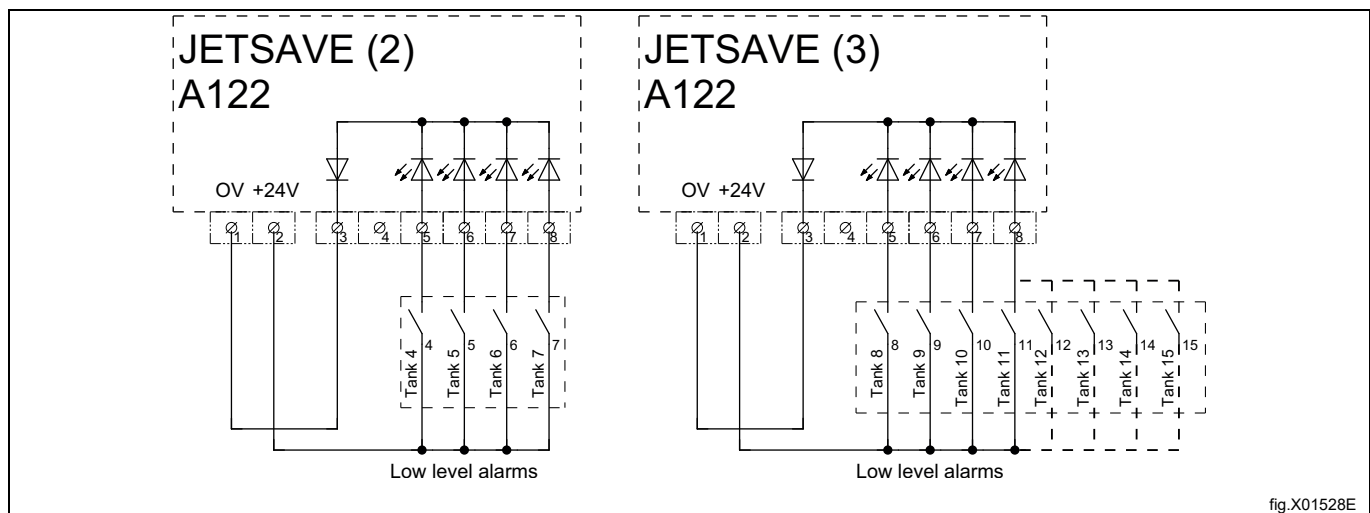 JETSAVE (2)
A122
OV +24V
1 2 3 4 5 6 7 8
Tank 4 4 Tank 5 5 Tank 6 6 Tank 7 7
Low level alarms
JETSAVE (3)
A122
OV +24V
1 2 3 4 5 6 7 8
Tank 8 8 Tank 9 9 Tank 10 10 Tank 11 11 Tank 12 12 Tank 13 13 Tank 14 14 Tank 15 15
Low level alarms
fig.X01528E